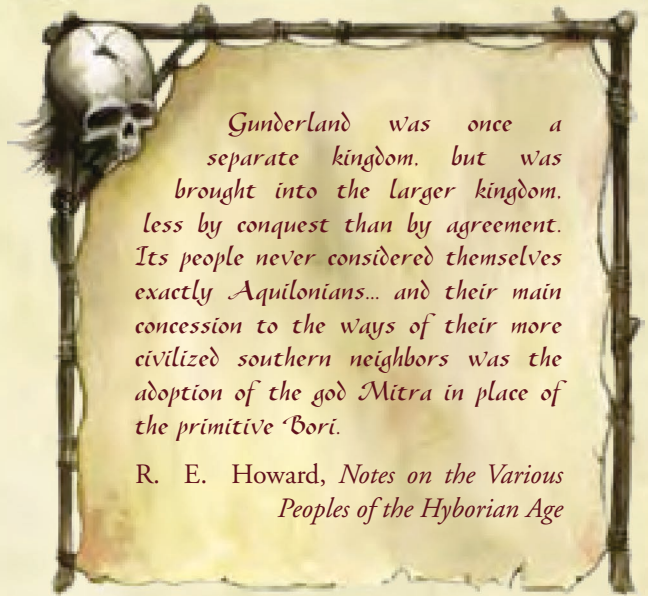 Gunderland was once a
separate kingdom, but was
brought into the larger kingdom,
less by conquest than by agreement.
Its people never considered themselves
exactly Aquilonians... and their main
concession to the ways of their more
civilized southern neighbors was the
adoption of the god Mitra in place of
the primitive Bori.
R. E. Howard, Notes on the Various
Peoples of the Hyborian Age